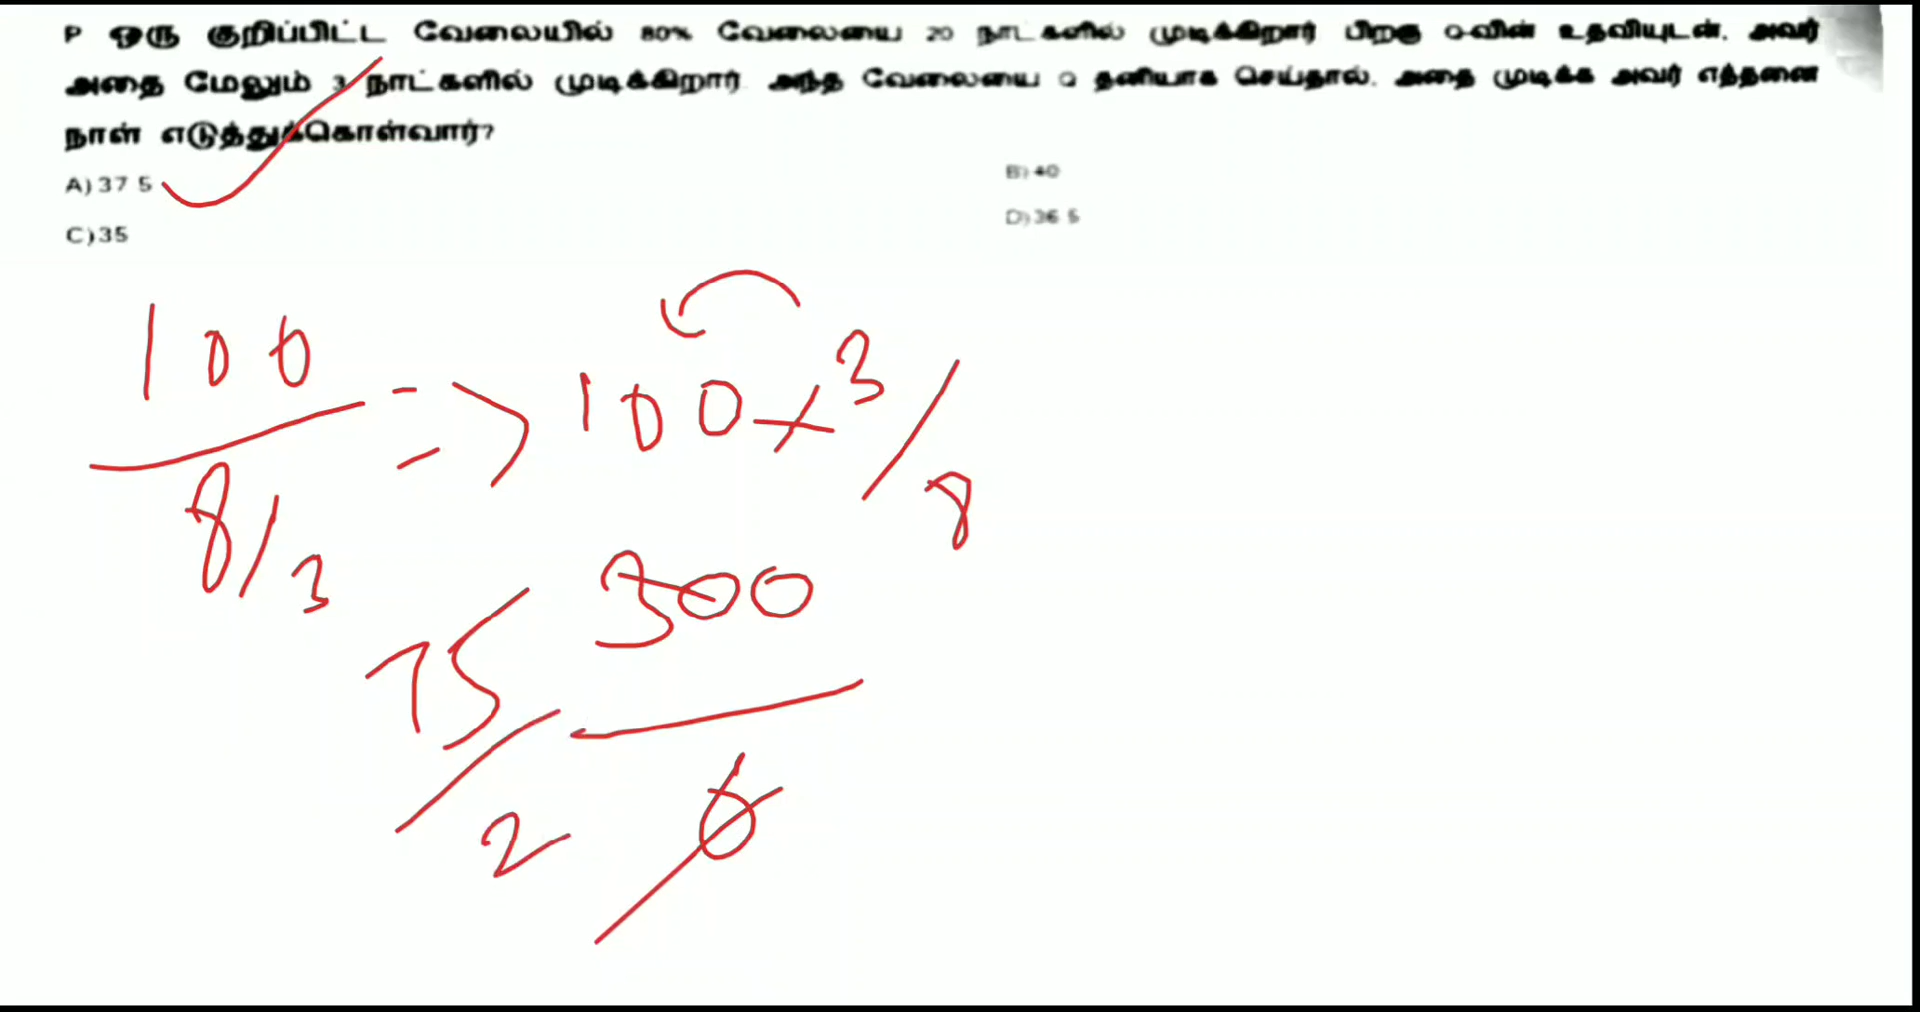 P ஒரு குறிப்பிட்ட வேலையில் 80% வேலையை 20 நாட்களில் முடிக்கிறார் பிறகு Q-வின் உதவியுடன், அவர்
அதை மேலும் 3 நாட்களில் முடிக்கிறார். அந்த வேலையை Q தனியாக செய்தால், அதை முடிக்க அவர் எத்தனை
நாள் எடுத்துக்கொள்வார்?
A) 37 5
B) 40
C) 35
D) 36 5
100
8/3
=> 100 x 3/8
300
8
75
2